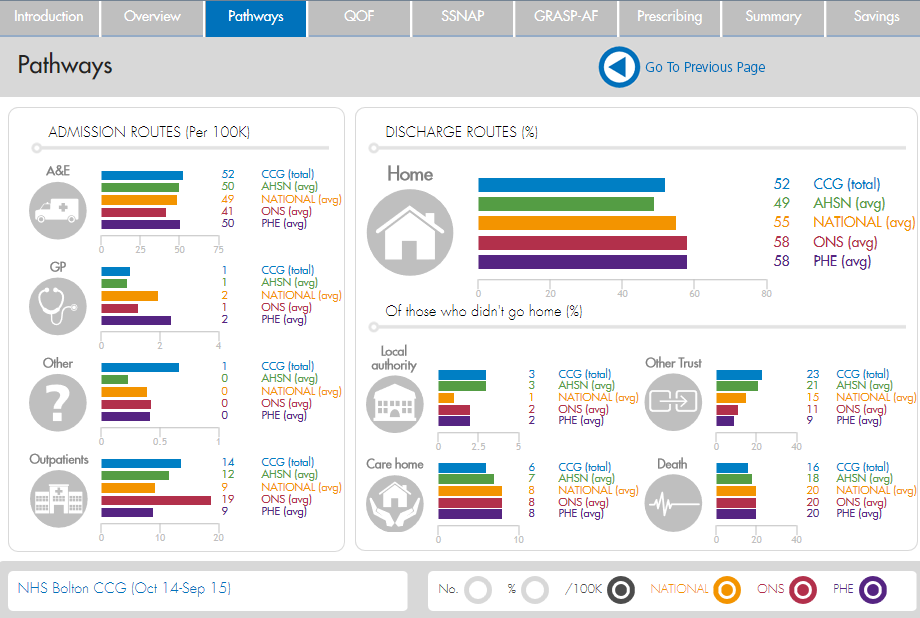 Introduction Overview Pathways QOF SSNAP GRASP-AF Prescribing Summary Savings
Pathways
Go To Previous Page
ADMISSION ROUTES (Per 100K)
A&E
52 CCG (total)
50 AHSN (avg)
49 NATIONAL (avg)
41 ONS (avg)
50 PHE (avg)
0 25 50 75
GP
1 CCG (total)
1 AHSN (avg)
2 NATIONAL (avg)
1 ONS (avg)
2 PHE (avg)
0 2 4
Other
?
1 CCG (total)
0 AHSN (avg)
0 NATIONAL (avg)
0 ONS (avg)
0 PHE (avg)
0 0.5 1
Outpatients
14 CCG (total)
12 AHSN (avg)
9 NATIONAL (avg)
19 ONS (avg)
9 PHE (avg)
0 10 20
DISCHARGE ROUTES (%)
Home
52 CCG (total)
49 AHSN (avg)
55 NATIONAL (avg)
58 ONS (avg)
58 PHE (avg)
0 20 40 60 80
Of those who didn't go home (%)
Local
authority
3 CCG (total)
3 AHSN (avg)
1 NATIONAL (avg)
2 ONS (avg)
2 PHE (avg)
0 2.5 5
Other Trust
23 CCG (total)
21 AHSN (avg)
15 NATIONAL (avg)
11 ONS (avg)
9 PHE (avg)
0 20 40
Care home
6 CCG (total)
7 AHSN (avg)
8 NATIONAL (avg)
8 ONS (avg)
8 PHE (avg)
0 10
Death
16 CCG (total)
18 AHSN (avg)
20 NATIONAL (avg)
20 ONS (avg)
20 PHE (avg)
0 20 40
NHS Bolton CCG (Oct 14-Sep 15)
No. % /100K NATIONAL ONS PHE